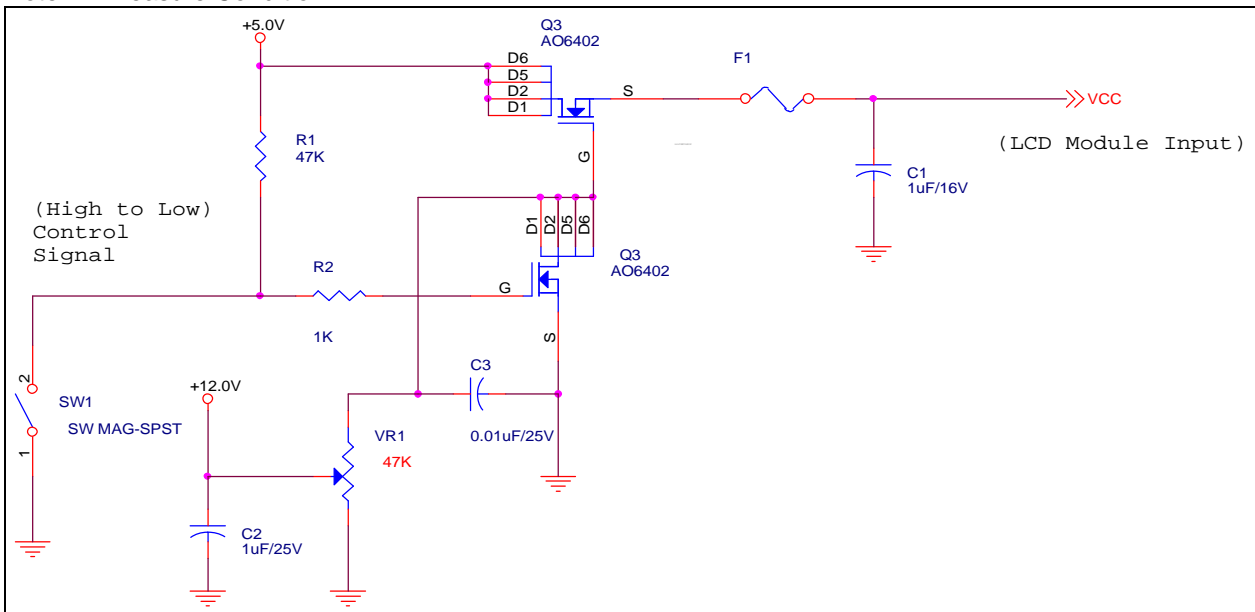 +5.0V
Q3
AO6402
D6
D5
D2
D1
S
G
F1
VCC
(LCD Module Input)
R1
47K
C1
1uF/16V
(High to Low)
Control
Signal
D1
D2
D5
D6
Q3
AO6402
R2
G
1K
S
C3
0.01uF/25V
2
+12.0V
SW1
SW MAG-SPST
1
VR1
47K
C2
1uF/25V